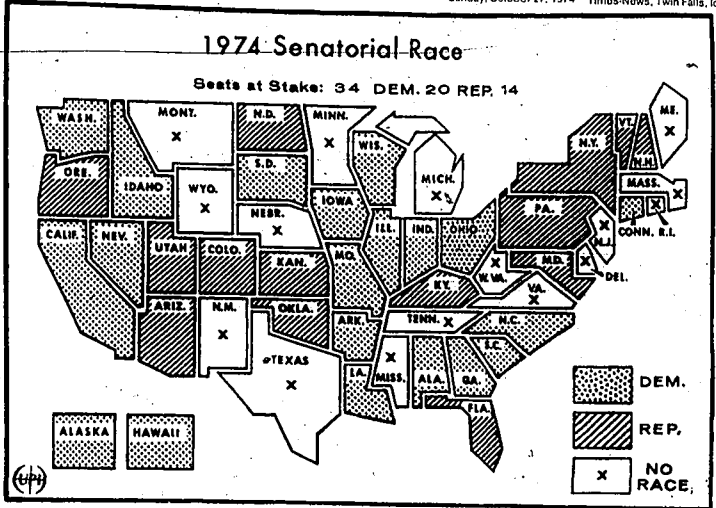 Sunday, October 27, 1974 Times-News, Twin Falls,
1974 Senatorial Race
Seats at Stake: 34 DEM. 20 REP. 14
WASH.
MONT.
X
N.D.
MINN.
X
ME.
X
ORE.
IDAHO
WYO.
X
S.D.
WIS.
MICH.
X
N.Y.
VT.
N.H.
MASS.
X
CALIF.
NEV.
UTAH
COLO.
NEBR.
X
IOWA
ILL.
IND.
OHIO
PA.
N.J.
X
CONN.
R.I.
X
KAN.
MO.
KY.
W.VA.
X
MD.
DEL.
X
VA.
X
ARIZ.
N.M.
X
OKLA.
ARK.
TENN. X
N.C.
S.C.
TEXAS
X
LA.
MISS.
X
ALA.
GA.
FLA.
ALASKA
HAWAII
DEM.
REP.
X NO
RACE
UPI